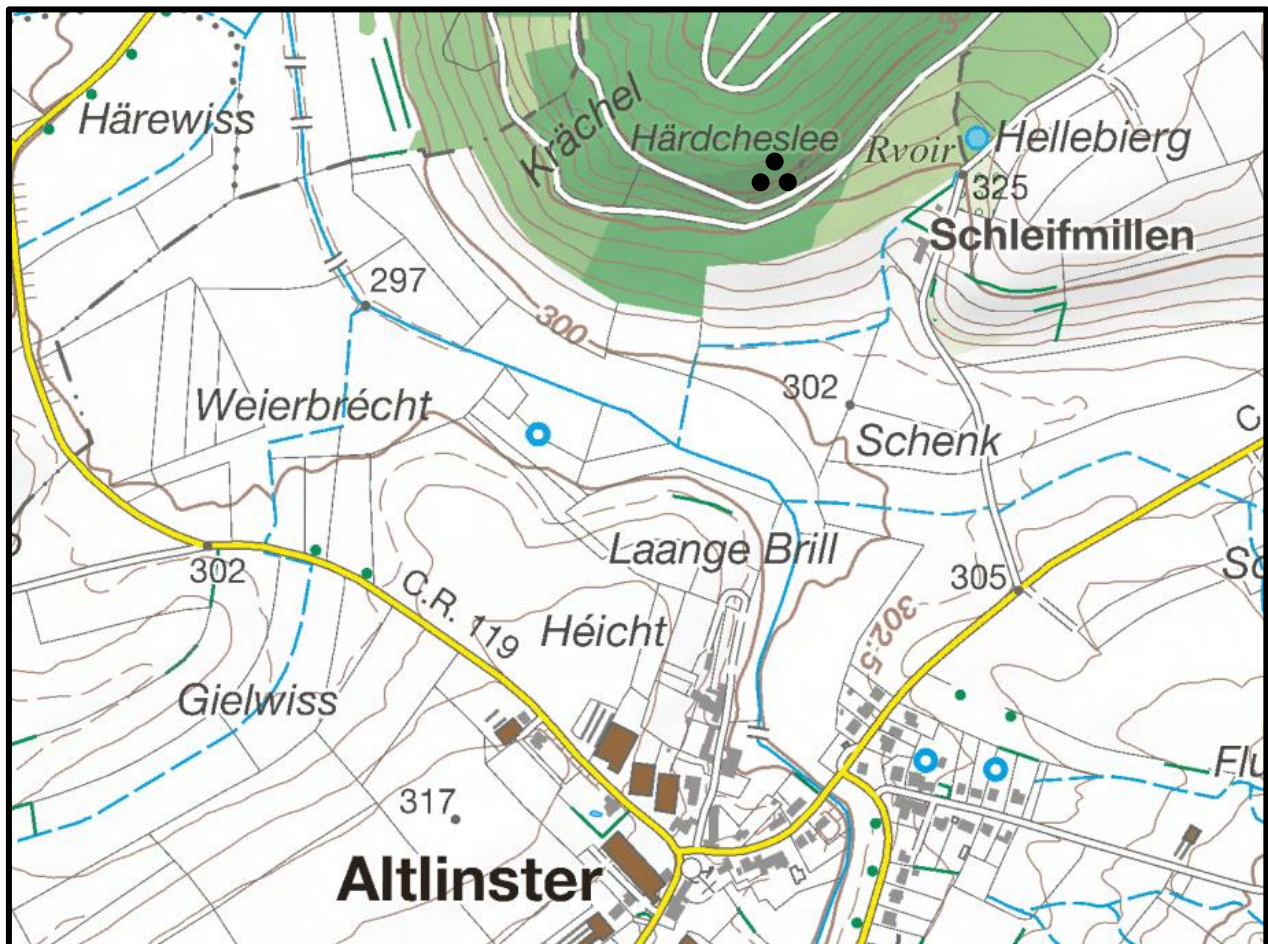 Härewiss
Krächel
Härdcheslee
Rvoir
Hellebierg
325
Schleifmillen
297
300
Weierbrécht
302
Schenk
Laange Brill
302
305
C.R. 119
Héicht
302.5
Gielwiss
317
Altlinster